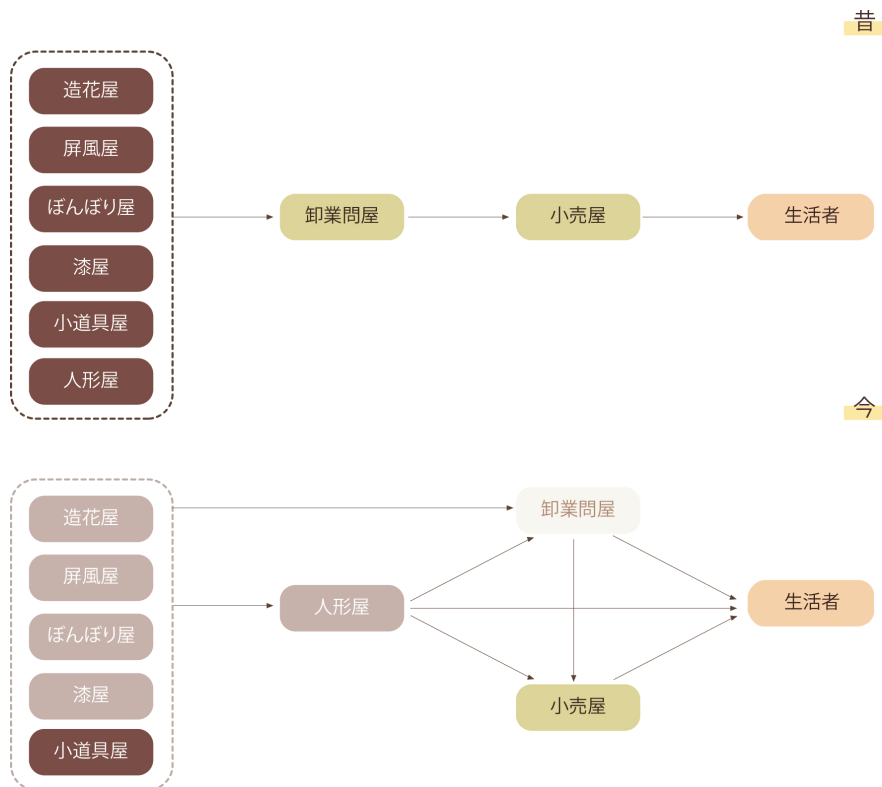 昔
造花屋
屏風屋
ぼんぼり屋
漆屋
小道具屋
人形屋
卸業問屋
小売屋
生活者
今
造花屋
屏風屋
ぼんぼり屋
漆屋
小道具屋
人形屋
卸業問屋
小売屋
生活者